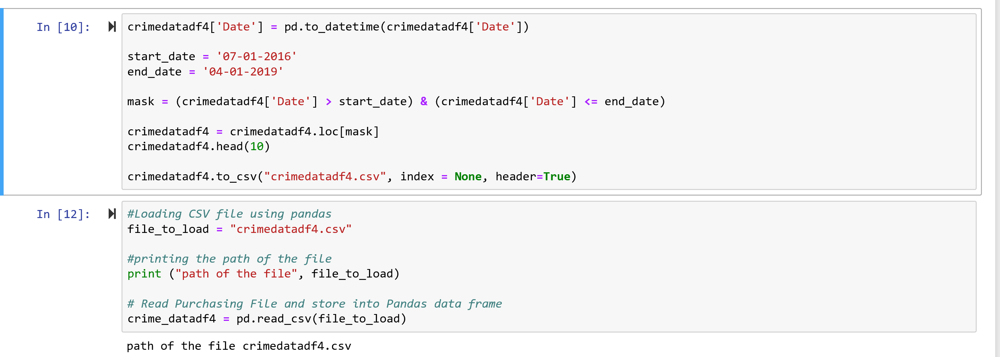 In [10]:
crimedatadf4['Date'] = pd.to_datetime(crimedatadf4['Date'])
start_date = '07-01-2016'
end_date = '04-01-2019'
mask = (crimedatadf4['Date'] > start_date) & (crimedatadf4['Date'] <= end_date)
crimedatadf4 = crimedatadf4.loc[mask]
crimedatadf4.head(10)
crimedatadf4.to_csv("crimedatadf4.csv", index = None, header=True)
In [12]:
#Loading CSV file using pandas
file_to_load = "crimedatadf4.csv"
#printing the path of the file
print ("path of the file", file_to_load)
# Read Purchasing File and store into Pandas data frame
crime_datadf4 = pd.read_csv(file_to_load)
path of the file crimedatadf4.csv